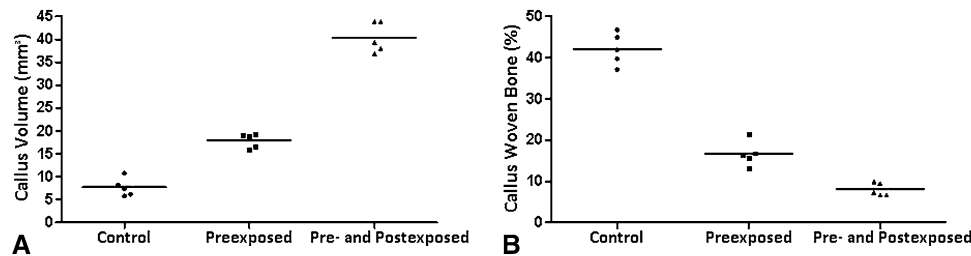 45
40
35
30
25
20
15
10
5
0
Callus Volume (mm³)
Control Preexposed Pre- and Postexposed
A
50
40
30
20
10
0
Callus Woven Bone (%)
Control Preexposed Pre- and Postexposed
B